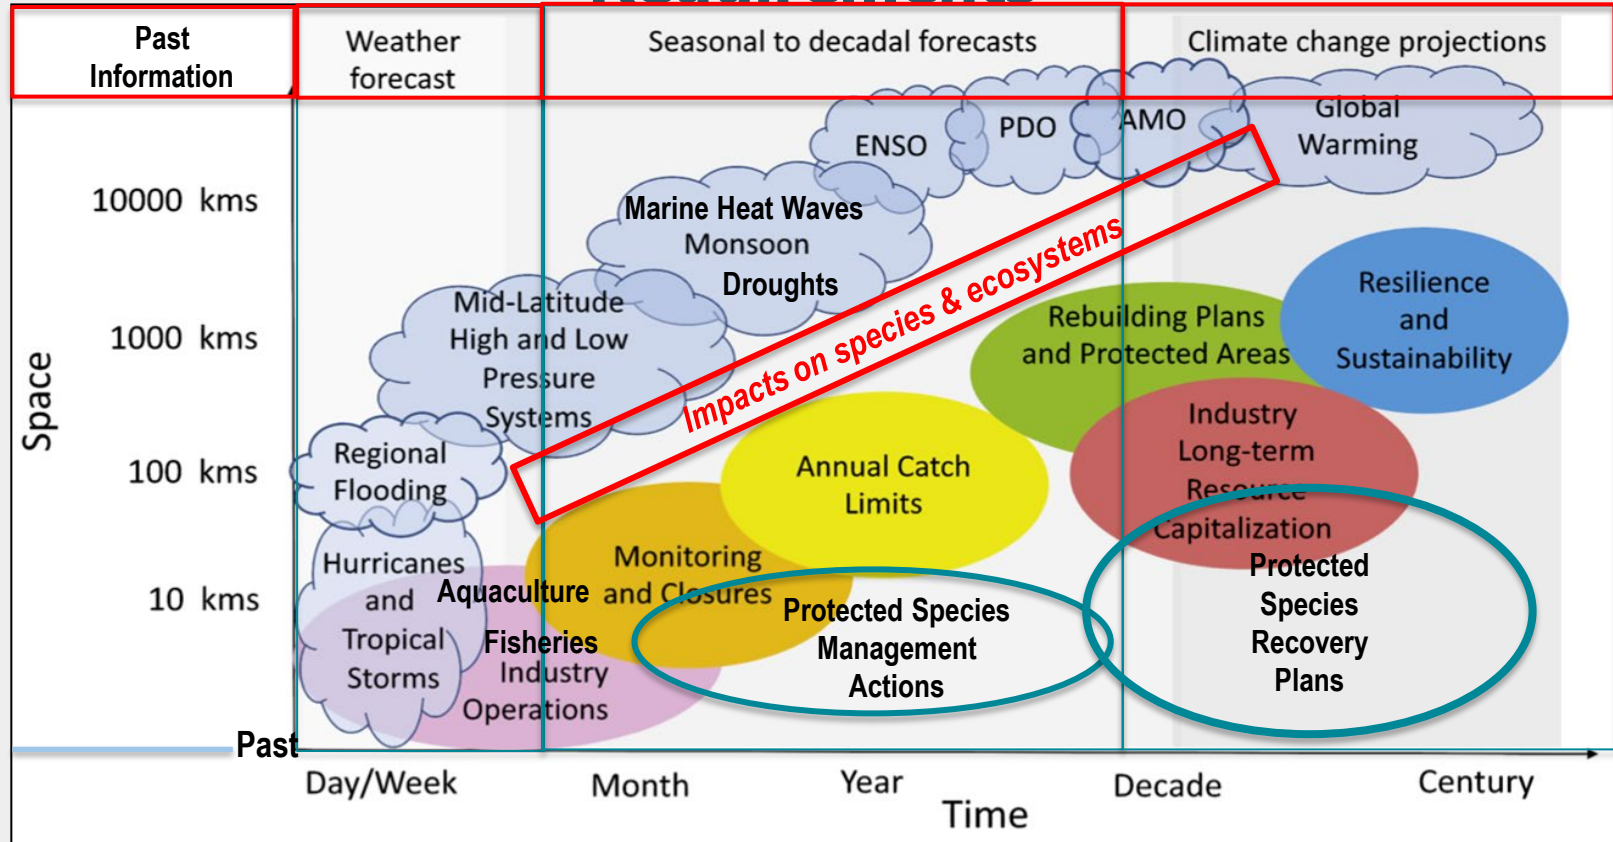 Requirements
Past
Information
Weather
forecast
Seasonal to decadal forecasts
Climate change projections
Space
10000 kms
1000 kms
100 kms
10 kms
ENSO
PDO
AMO
Global
Warming
Marine Heat Waves
Monsoon
Droughts
Mid-Latitude
High and Low
Pressure
Systems
Regional
Flooding
Hurricanes
and
Tropical
Storms
Impacts on species & ecosystems
Resilience
and
Sustainability
Rebuilding Plans
and Protected Areas
Industry
Long-term
Resource
Capitalization
Annual Catch
Limits
Monitoring
and Closures
Aquaculture
Fisheries
Industry
Operations
Protected Species
Management
Actions
Protected
Species
Recovery
Plans
Past
Day/Week
Month
Year
Decade
Century
Time